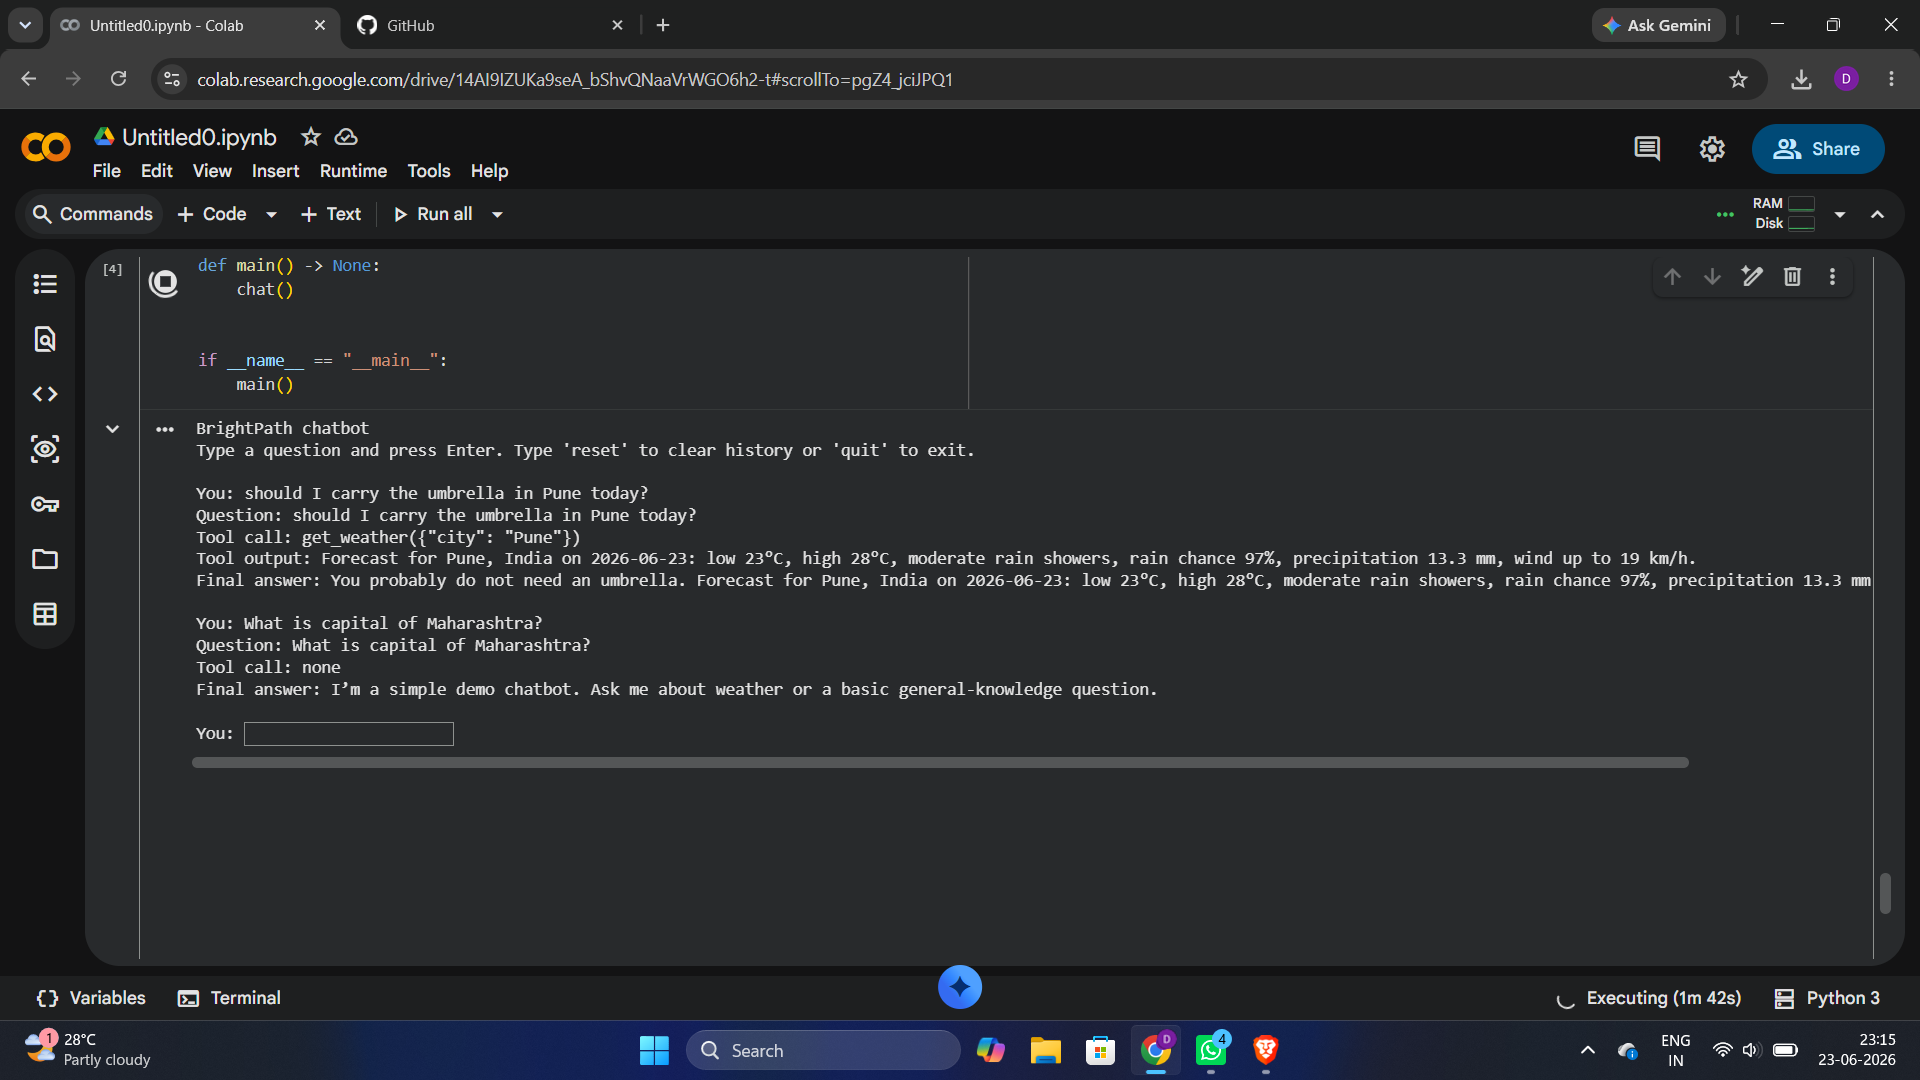 Untitled0.ipynb - Colab
GitHub
Ask Gemini
colab.research.google.com/drive/14AI9IZUKa9seA_bShvQNaaVrWGO6h2-t#scrollTo=pgZ4_jciJPQ1
D
Untitled0.ipynb
File Edit View Insert Runtime Tools Help
Share
Commands + Code + Text Run all
RAM
Disk
[4]
def main() -> None:
chat()
if __name__ == "__main__":
main()
BrightPath chatbot
Type a question and press Enter. Type 'reset' to clear history or 'quit' to exit.
You: should I carry the umbrella in Pune today?
Question: should I carry the umbrella in Pune today?
Tool call: get_weather({"city": "Pune"})
Tool output: Forecast for Pune, India on 2026-06-23: low 23°C, high 28°C, moderate rain showers, rain chance 97%, precipitation 13.3 mm, wind up to 19 km/h.
Final answer: You probably do not need an umbrella. Forecast for Pune, India on 2026-06-23: low 23°C, high 28°C, moderate rain showers, rain chance 97%, precipitation 13.3 mm
You: What is capital of Maharashtra?
Question: What is capital of Maharashtra?
Tool call: none
Final answer: I’m a simple demo chatbot. Ask me about weather or a basic general-knowledge question.
You:
Variables
Terminal
Executing (1m 42s)
Python 3
1
28°C
Partly cloudy
Search
D
4
ENG
IN
23:15
23-06-2026